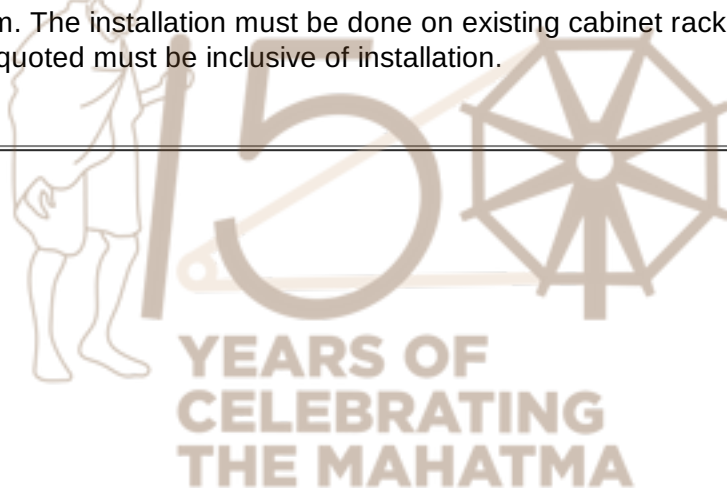 m. The installation must be done on existing cabinet rack
quoted must be inclusive of installation.
150
YEARS OF
CELEBRATING
THE MAHATMA